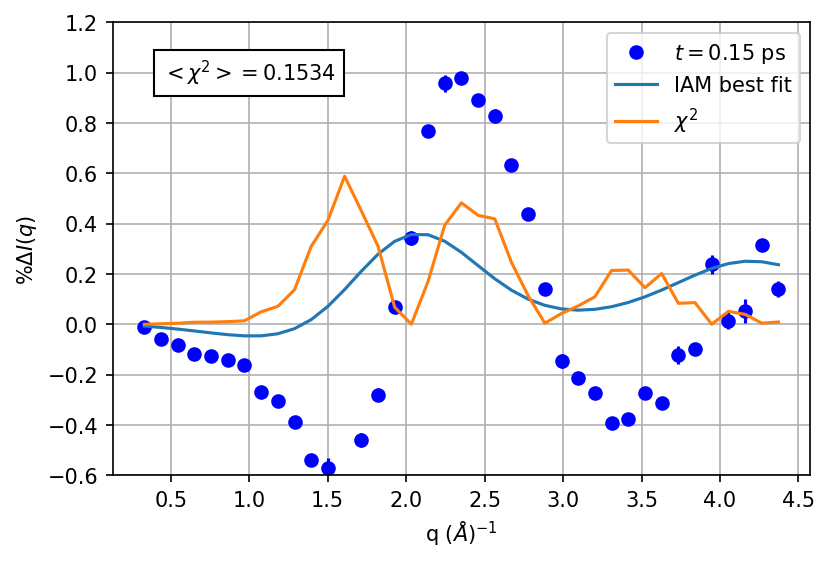 1.2
1.0
0.8
0.6
0.4
0.2
0.0
−0.2
−0.4
−0.6
%ΔI(q)
<χ²> = 0.1534
t = 0.15 ps
IAM best fit
χ²
0.5 1.0 1.5 2.0 2.5 3.0 3.5 4.0 4.5
q (Å)⁻¹